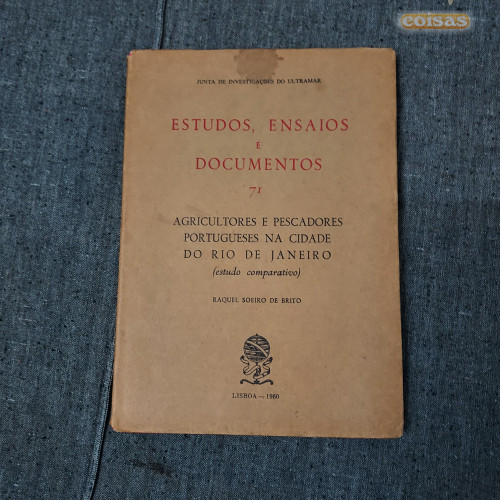 coisas
JUNTA DE INVESTIGAÇÕES DO ULTRAMAR
ESTUDOS, ENSAIOS
E
DOCUMENTOS
71
AGRICULTORES E PESCADORES
PORTUGUESES NA CIDADE
DO RIO DE JANEIRO
(estudo comparativo)
RAQUEL SOEIRO DE BRITO
LISBOA — 1960